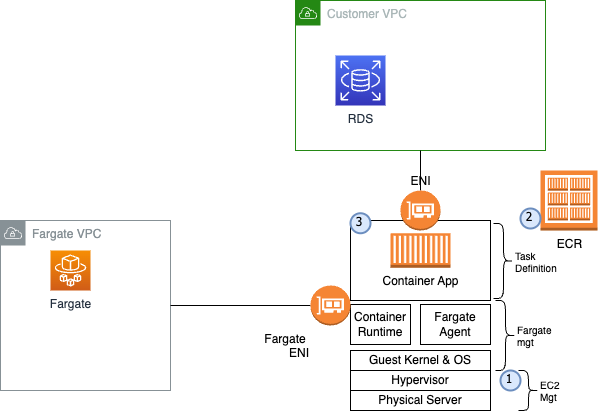 Customer VPC
RDS
ENI
3
2
ECR
Fargate VPC
Fargate
Container App
Task
Definition
Fargate
ENI
Container
Runtime
Fargate
Agent
Fargate
mgt
Guest Kernel & OS
Hypervisor
1
Physical Server
EC2
Mgt